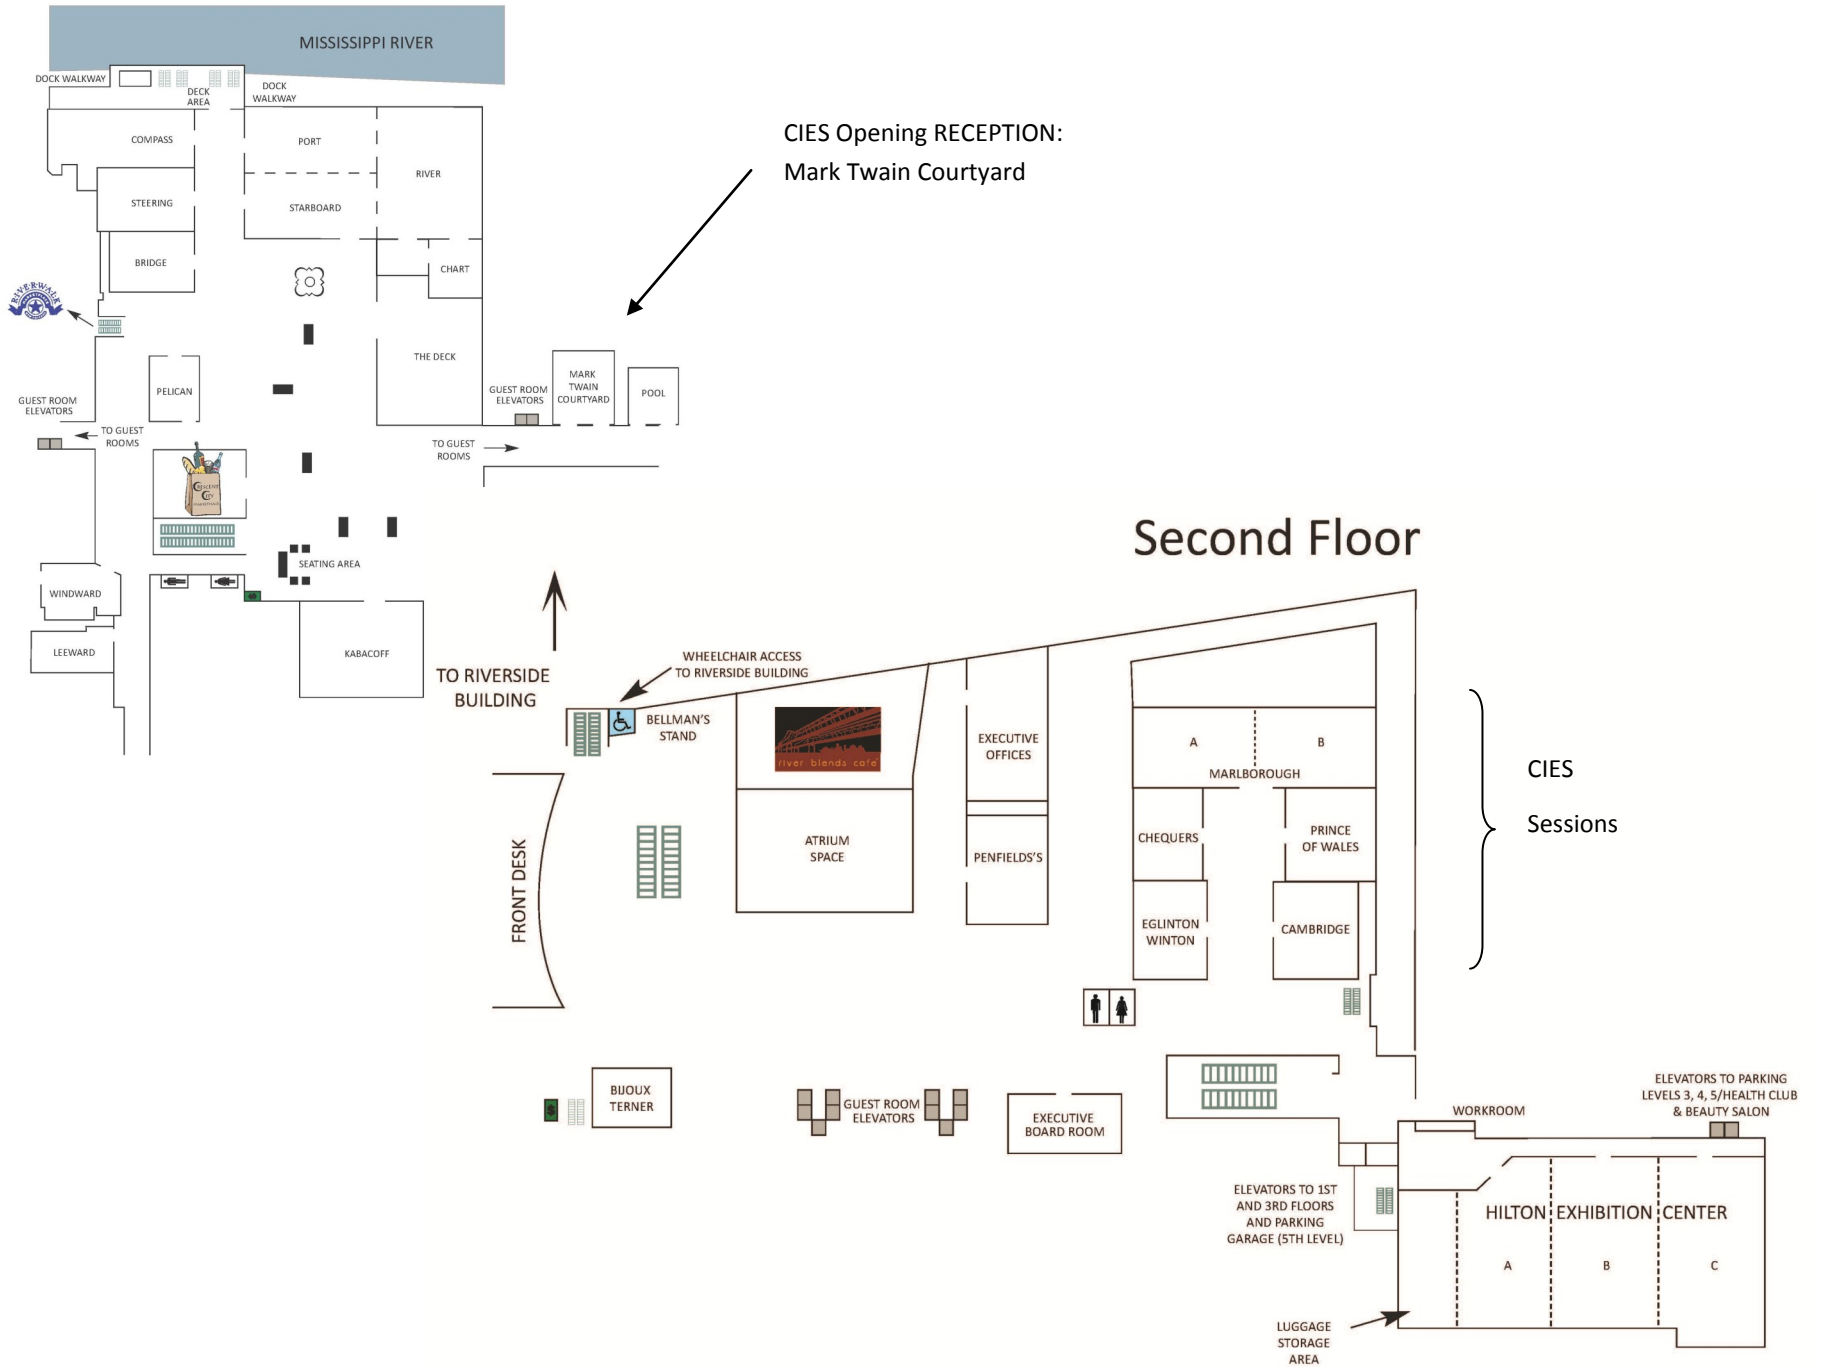 MISSISSIPPI RIVER
DOCK WALKWAY
DECK
AREA
DOCK
WALKWAY
COMPASS
PORT
RIVER
STEERING
STARBOARD
BRIDGE
CHART
RIVERWALK
THE DECK
PELICAN
GUEST ROOM
ELEVATORS
TO GUEST
ROOMS
GUEST ROOM
ELEVATORS
MARK
TWAIN
COURTYARD
POOL
TO GUEST
ROOMS
CRESCENT
CITY
SEATING AREA
WINDWARD
LEEWARD
KABACOFF
CIES Opening RECEPTION:
Mark Twain Courtyard
Second Floor
TO RIVERSIDE
BUILDING
WHEELCHAIR ACCESS
TO RIVERSIDE BUILDING
BELLMAN'S
STAND
river blends cafe
EXECUTIVE
OFFICES
A
B
MARLBOROUGH
CIES
Sessions
FRONT DESK
ATRIUM
SPACE
PENFIELDS'S
CHEQUERS
PRINCE
OF WALES
EGLINTON
WINTON
CAMBRIDGE
$
BIJOUX
TERNER
GUEST ROOM
ELEVATORS
EXECUTIVE
BOARD ROOM
WORKROOM
ELEVATORS TO PARKING
LEVELS 3, 4, 5/HEALTH CLUB
& BEAUTY SALON
ELEVATORS TO 1ST
AND 3RD FLOORS
AND PARKING
GARAGE (5TH LEVEL)
HILTON EXHIBITION CENTER
A
B
C
LUGGAGE
STORAGE
AREA